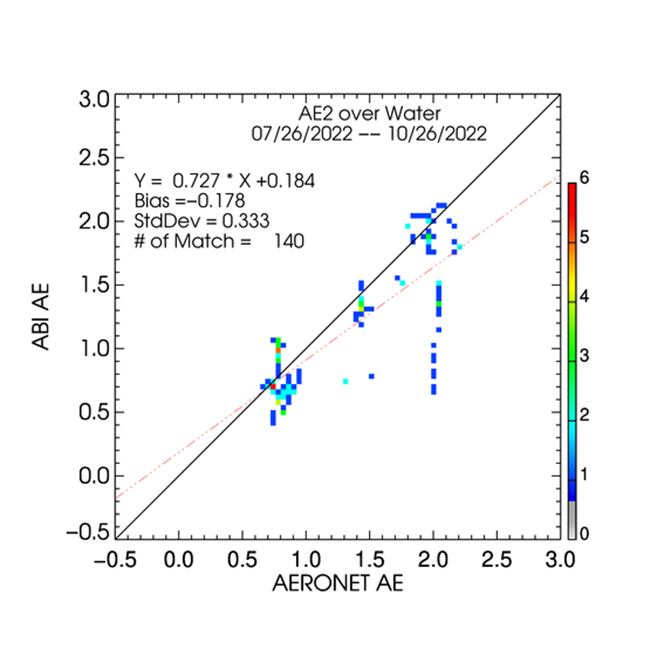 AE2 over Water
07/26/2022 −− 10/26/2022
Y = 0.727 * X +0.184
Bias =−0.178
StdDev = 0.333
# of Match = 140
3.0
2.5
2.0
1.5
1.0
0.5
0.0
−0.5
ABI AE
−0.5 0.0 0.5 1.0 1.5 2.0 2.5 3.0
AERONET AE
6
5
4
3
2
1
0